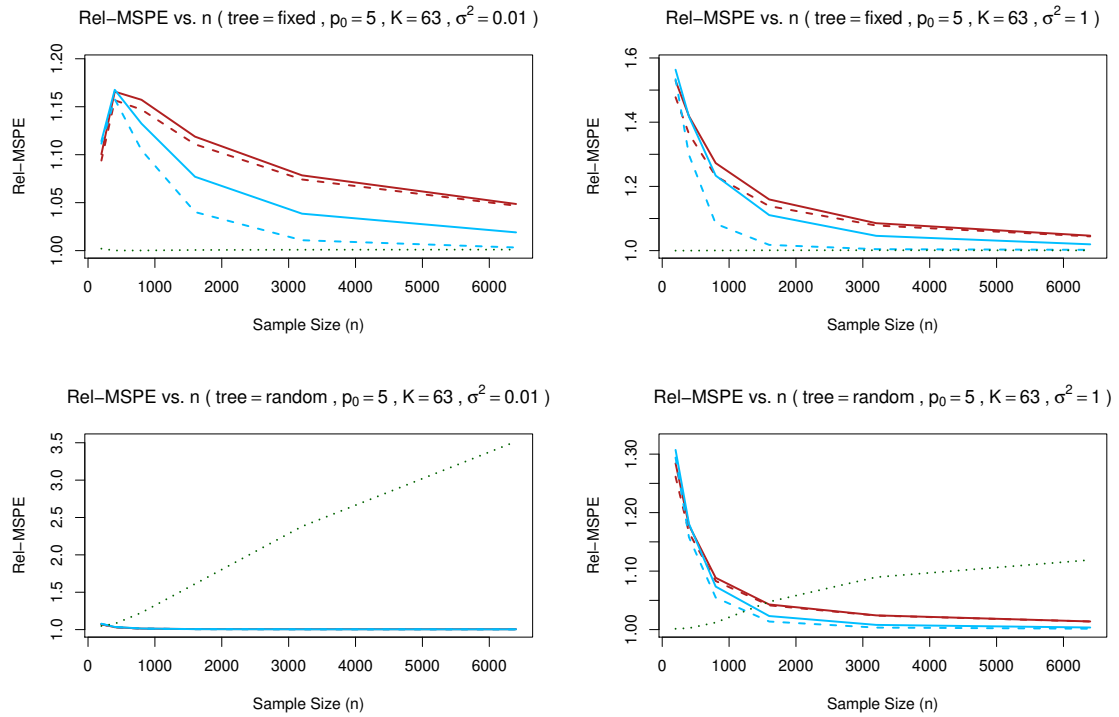 Rel−MSPE vs. n ( tree = fixed , p₀ = 5 , K = 63 , σ² = 0.01 )
Rel−MSPE
1.00 1.05 1.10 1.15 1.20
0 1000 2000 3000 4000 5000 6000
Sample Size (n)
Rel−MSPE vs. n ( tree = fixed , p₀ = 5 , K = 63 , σ² = 1 )
Rel−MSPE
1.0 1.2 1.4 1.6
0 1000 2000 3000 4000 5000 6000
Sample Size (n)
Rel−MSPE vs. n ( tree = random , p₀ = 5 , K = 63 , σ² = 0.01 )
Rel−MSPE
1.0 1.5 2.0 2.5 3.0 3.5
0 1000 2000 3000 4000 5000 6000
Sample Size (n)
Rel−MSPE vs. n ( tree = random , p₀ = 5 , K = 63 , σ² = 1 )
Rel−MSPE
1.00 1.10 1.20 1.30
0 1000 2000 3000 4000 5000 6000
Sample Size (n)